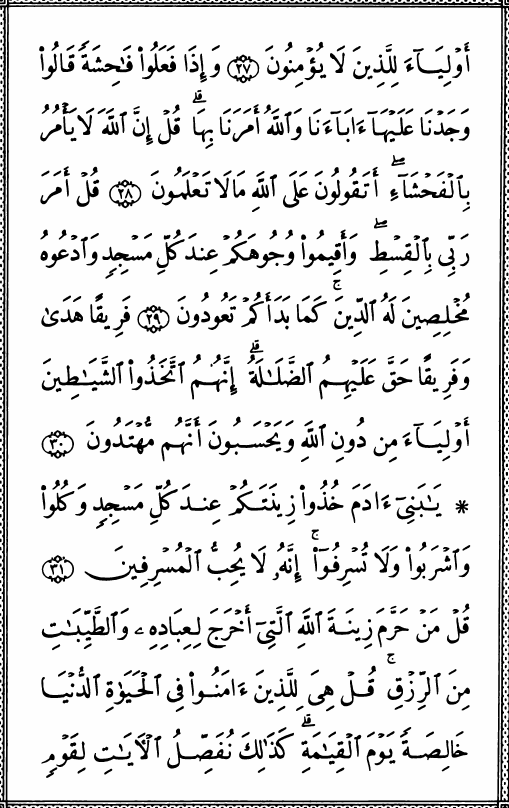 أَوۡلِيَآءَ لِلَّذِينَ لَا يُؤۡمِنُونَ ٢٧ وَإِذَا فَعَلُواْ فَٰحِشَةٗ قَالُواْ
وَجَدۡنَا عَلَيۡهَآ ءَابَآءَنَا وَٱللَّهُ أَمَرَنَا بِهَاۗ قُلۡ إِنَّ ٱللَّهَ لَا يَأۡمُرُ
بِٱلۡفَحۡشَآءِۖ أَتَقُولُونَ عَلَى ٱللَّهِ مَا لَا تَعۡلَمُونَ ٢٨ قُلۡ أَمَرَ
رَبِّي بِٱلۡقِسۡطِۖ وَأَقِيمُواْ وُجُوهَكُمۡ عِندَ كُلِّ مَسۡجِدٖ وَٱدۡعُوهُ
مُخۡلِصِينَ لَهُ ٱلدِّينَۚ كَمَا بَدَأَكُمۡ تَعُودُونَ ٢٩ فَرِيقًا هَدَىٰ
وَفَرِيقًا حَقَّ عَلَيۡهِمُ ٱلضَّلَٰلَةُۚ إِنَّهُمُ ٱتَّخَذُواْ ٱلشَّيَٰطِينَ
أَوۡلِيَآءَ مِن دُونِ ٱللَّهِ وَيَحۡسَبُونَ أَنَّهُم مُّهۡتَدُونَ ٣٠
* يَٰبَنِيٓ ءَادَمَ خُذُواْ زِينَتَكُمۡ عِندَ كُلِّ مَسۡجِدٖ وَكُلُواْ
وَٱشۡرَبُواْ وَلَا تُسۡرِفُوٓاْۚ إِنَّهُۥ لَا يُحِبُّ ٱلۡمُسۡرِفِينَ ٣١
قُلۡ مَنۡ حَرَّمَ زِينَةَ ٱللَّهِ ٱلَّتِيٓ أَخۡرَجَ لِعِبَادِهِۦ وَٱلطَّيِّبَٰتِ
مِنَ ٱلرِّزۡقِۚ قُلۡ هِيَ لِلَّذِينَ ءَامَنُواْ فِي ٱلۡحَيَوٰةِ ٱلدُّنۡيَا
خَالِصَةٗ يَوۡمَ ٱلۡقِيَٰمَةِۗ كَذَٰلِكَ نُفَصِّلُ ٱلۡأٓيَٰتِ لِقَوۡمٖ